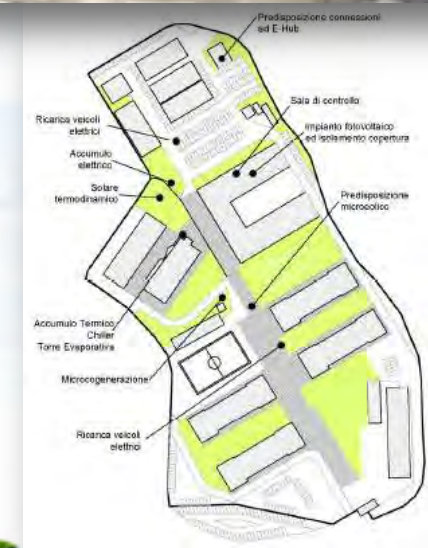 Predisposizione connessioni
ad E-Hub
Sala di controllo
Ricarica veicoli
elettrici
Impianto fotovoltaico
ed isolamento copertura
Accumulo
elettrico
Solare
termodinamico
Predisposizione
microeolico
Accumulo Termico
Chiller
Torre Evaporativa
Microcogenerazione
Ricarica veicoli
elettrici